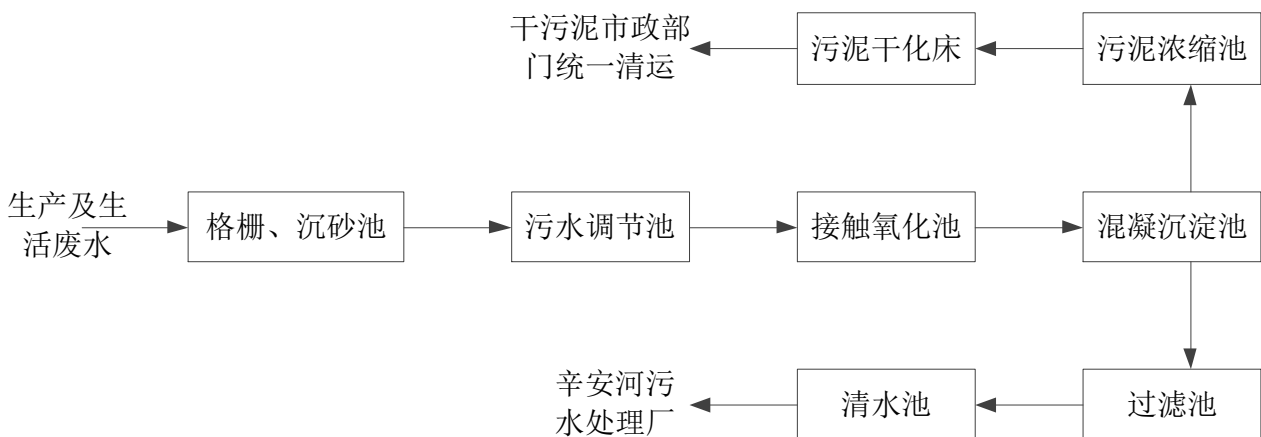 干污泥市政部
门统一清运
污泥干化床
污泥浓缩池
生产及生
活废水
格栅、沉砂池
污水调节池
接触氧化池
混凝沉淀池
辛安河污
水处理厂
清水池
过滤池